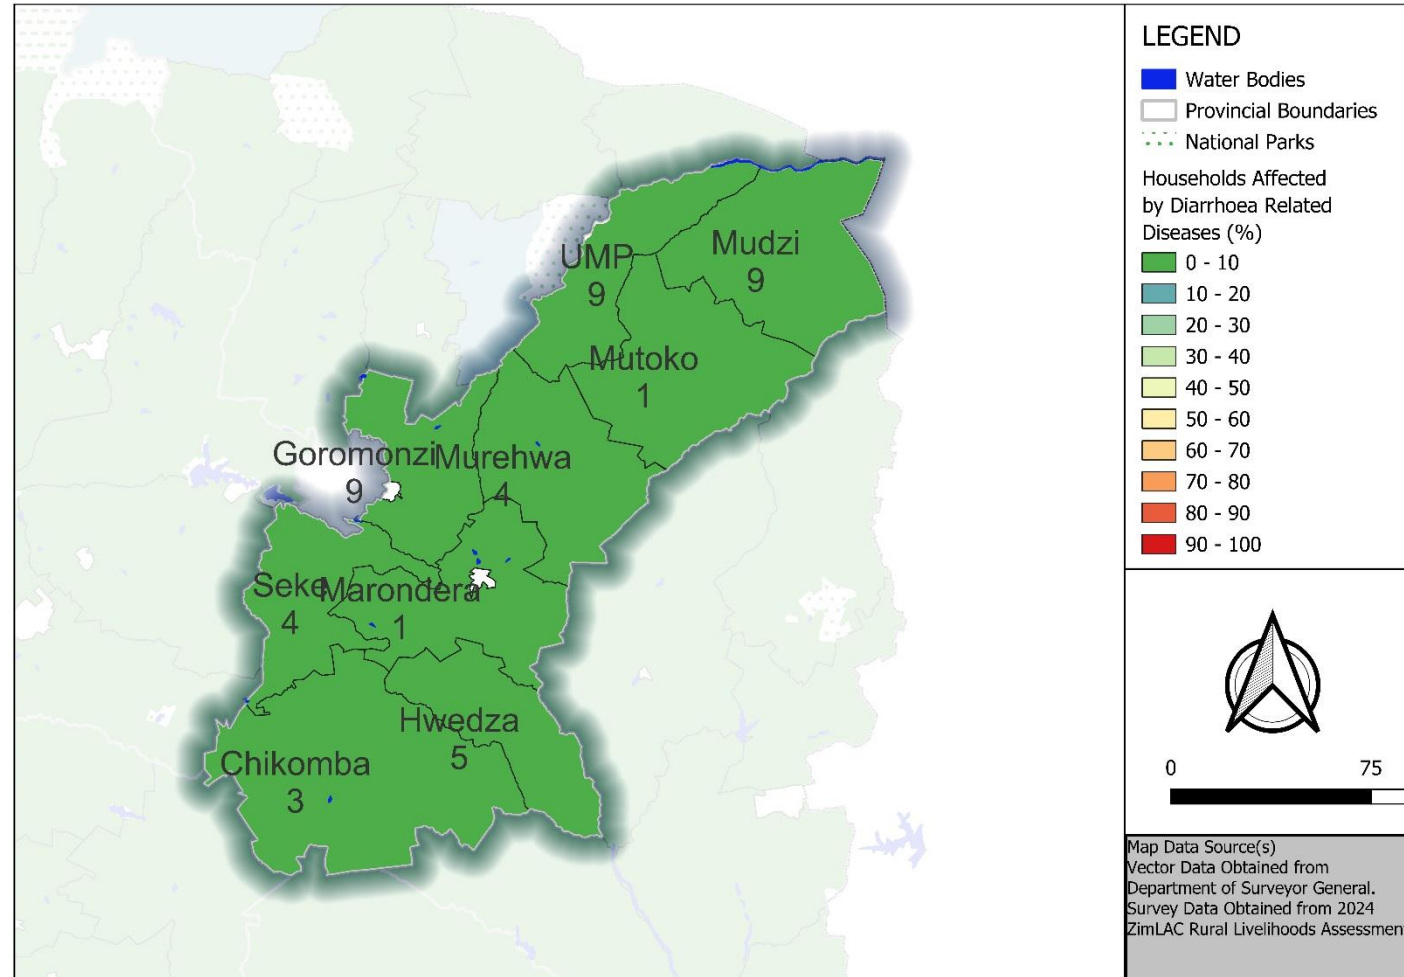 UMP
9
Mudzi
9
Mutoko
1
Goromonzi
9
Murehwa
4
Seke
4
Marondera
1
Hwedza
5
Chikomba
3
LEGEND
Water Bodies
Provincial Boundaries
National Parks
Households Affected
by Diarrhoea Related
Diseases (%)
0 - 10
10 - 20
20 - 30
30 - 40
40 - 50
50 - 60
60 - 70
70 - 80
80 - 90
90 - 100
0 75
Map Data Source(s)
Vector Data Obtained from
Department of Surveyor General.
Survey Data Obtained from 2024
ZimLAC Rural Livelihoods Assessmen